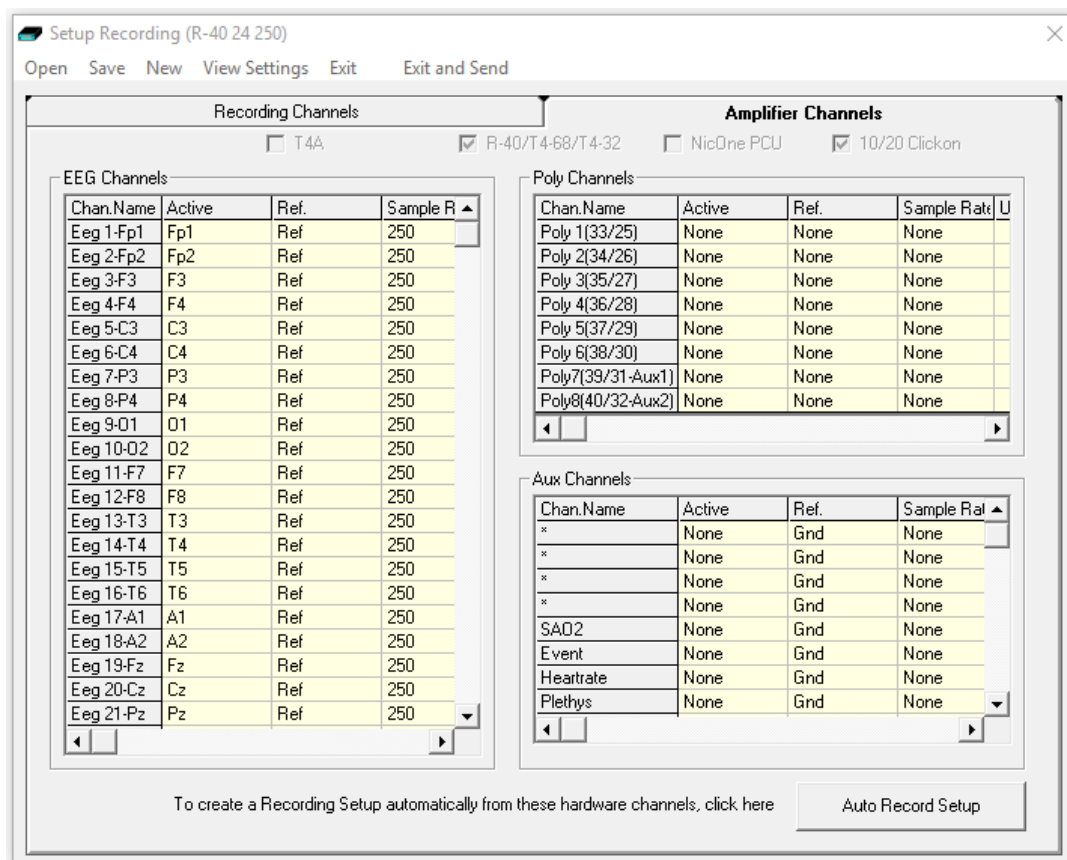 Setup Recording (R-40 24 250)
Open Save New View Settings Exit Exit and Send
Recording Channels Amplifier Channels
T4A R-40/T4-68/T4-32 NicOne PCU 10/20 Clickon
EEG Channels
Chan.Name Active Ref. Sample R
Eeg 1-Fp1 Fp1 Ref 250
Eeg 2-Fp2 Fp2 Ref 250
Eeg 3-F3 F3 Ref 250
Eeg 4-F4 F4 Ref 250
Eeg 5-C3 C3 Ref 250
Eeg 6-C4 C4 Ref 250
Eeg 7-P3 P3 Ref 250
Eeg 8-P4 P4 Ref 250
Eeg 9-O1 O1 Ref 250
Eeg 10-O2 O2 Ref 250
Eeg 11-F7 F7 Ref 250
Eeg 12-F8 F8 Ref 250
Eeg 13-T3 T3 Ref 250
Eeg 14-T4 T4 Ref 250
Eeg 15-T5 T5 Ref 250
Eeg 16-T6 T6 Ref 250
Eeg 17-A1 A1 Ref 250
Eeg 18-A2 A2 Ref 250
Eeg 19-Fz Fz Ref 250
Eeg 20-Cz Cz Ref 250
Eeg 21-Pz Pz Ref 250
Poly Channels
Chan.Name Active Ref. Sample Rate U
Poly 1(33/25) None None None
Poly 2(34/26) None None None
Poly 3(35/27) None None None
Poly 4(36/28) None None None
Poly 5(37/29) None None None
Poly 6(38/30) None None None
Poly7(39/31-Aux1) None None None
Poly8(40/32-Aux2) None None None
Aux Channels
Chan.Name Active Ref. Sample Rat
* None Gnd None
* None Gnd None
* None Gnd None
* None Gnd None
SAO2 None Gnd None
Event None Gnd None
Heartrate None Gnd None
Plethys None Gnd None
To create a Recording Setup automatically from these hardware channels, click here
Auto Record Setup